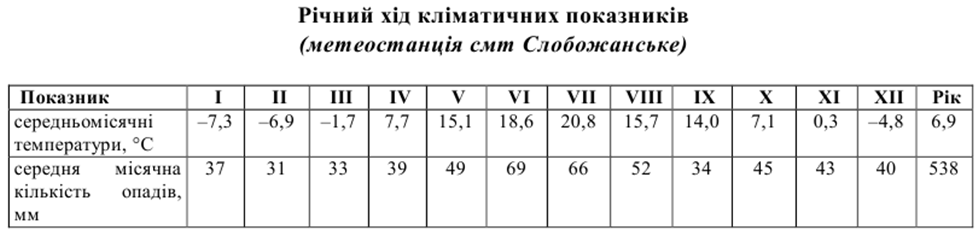 Річний хід кліматичних показників
(метеостанція смт Слобожанське)
Показник I II III IV V VI VII VIII IX X XI XII Рік
середньомісячні температури, °C –7,3 –6,9 –1,7 7,7 15,1 18,6 20,8 15,7 14,0 7,1 0,3 –4,8 6,9
середня місячна кількість опадів, мм 37 31 33 39 49 69 66 52 34 45 43 40 538